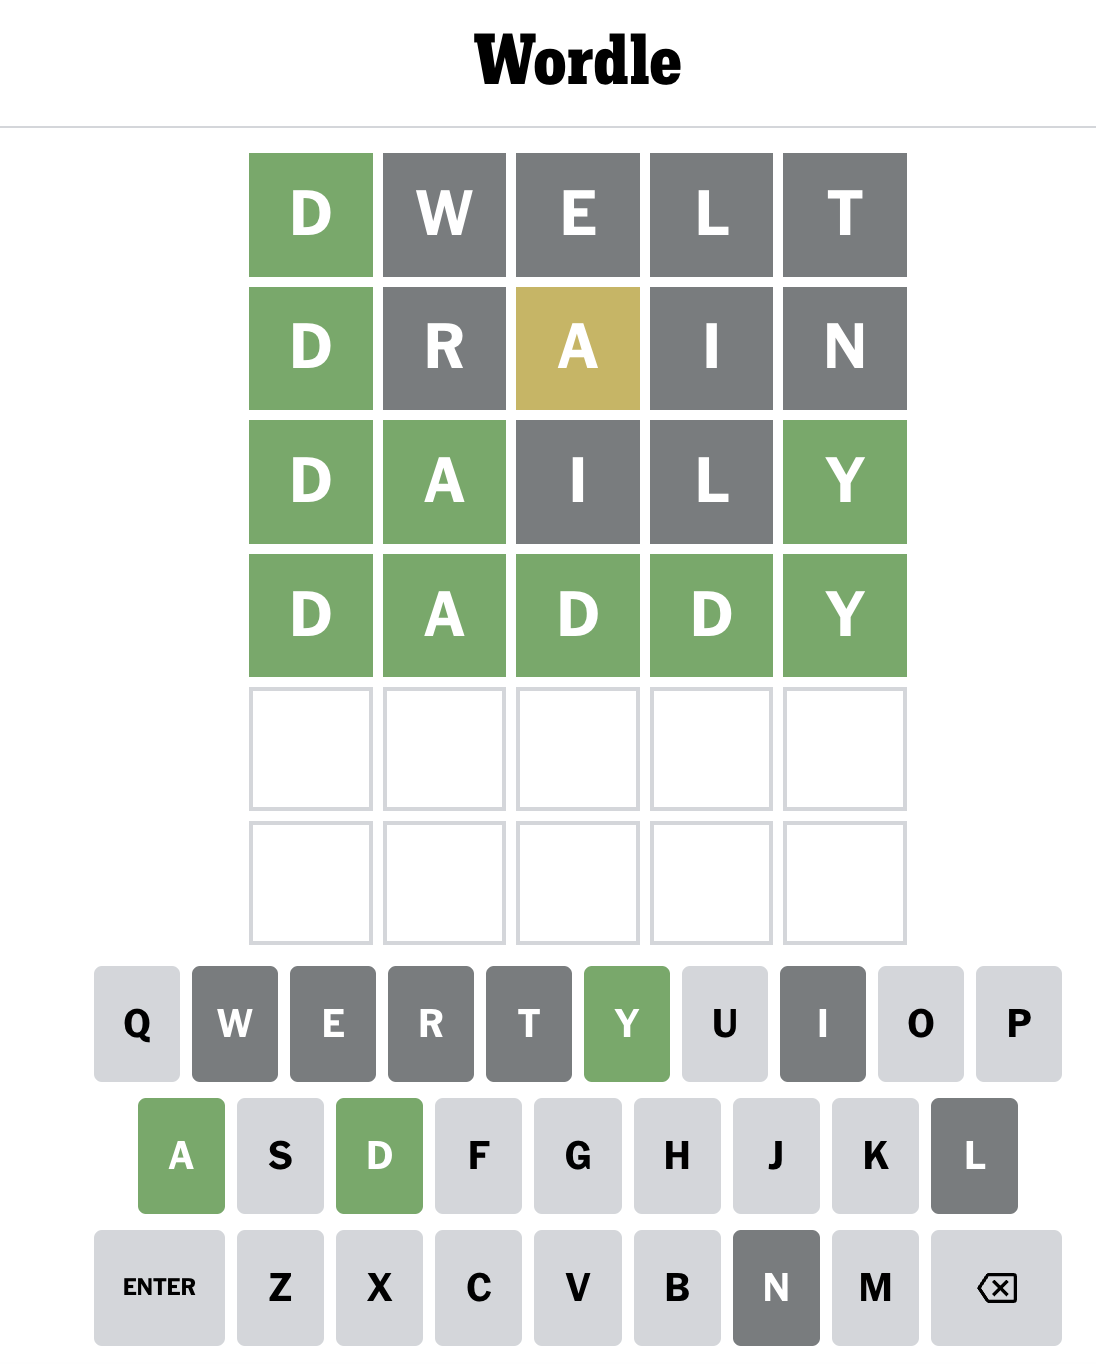 Wordle
D W E L T
D R A I N
D A I L Y
D A D D Y
Q W E R T Y U I O P
A S D F G H J K L
ENTER Z X C V B N M